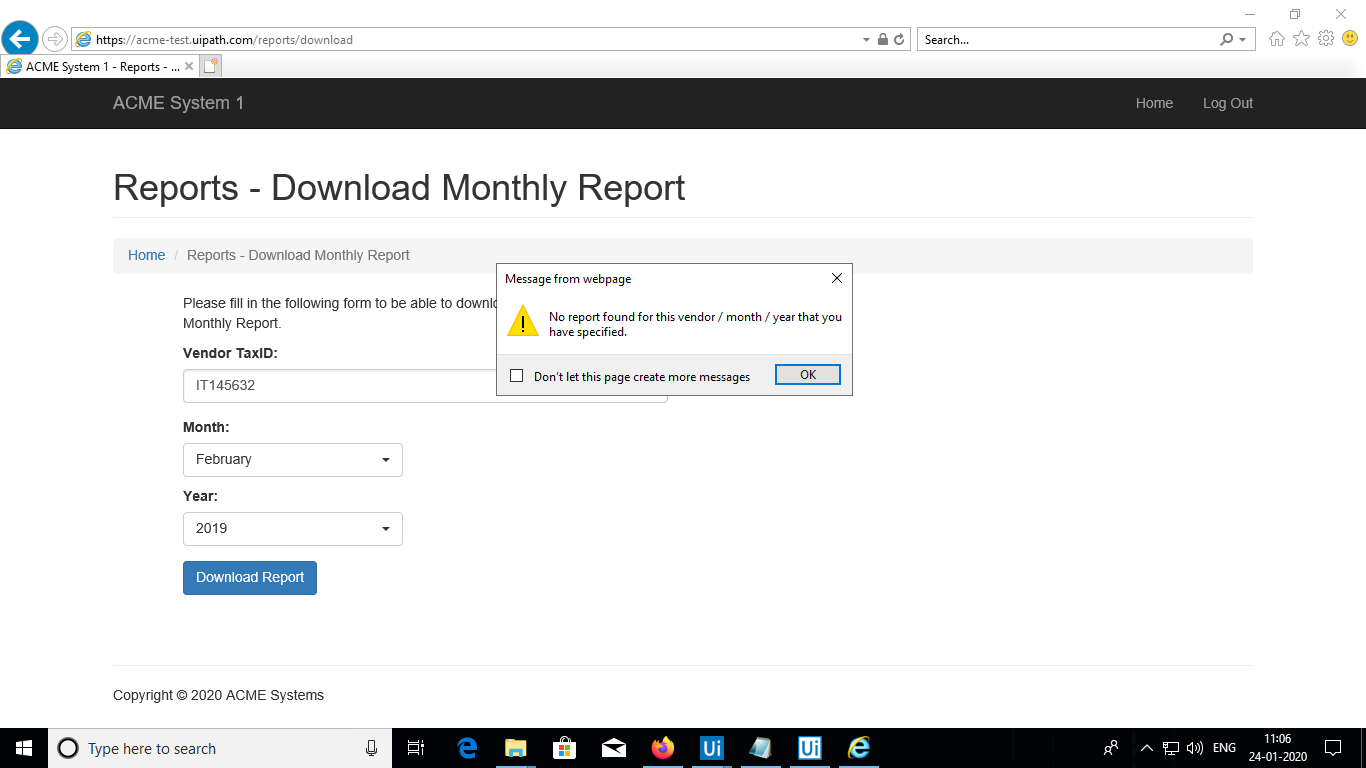 https://acme-test.uipath.com/reports/download
Search...
ACME System 1 - Reports - ...
ACME System 1
Home
Log Out
Reports - Download Monthly Report
Home / Reports - Download Monthly Report
Please fill in the following form to be able to downlo
Monthly Report.
Message from webpage
No report found for this vendor / month / year that you
have specified.
Don't let this page create more messages
OK
Vendor TaxID:
IT145632
Month:
February
Year:
2019
Download Report
Copyright © 2020 ACME Systems
Type here to search
Ui
Ui
ENG
11:06
24-01-2020